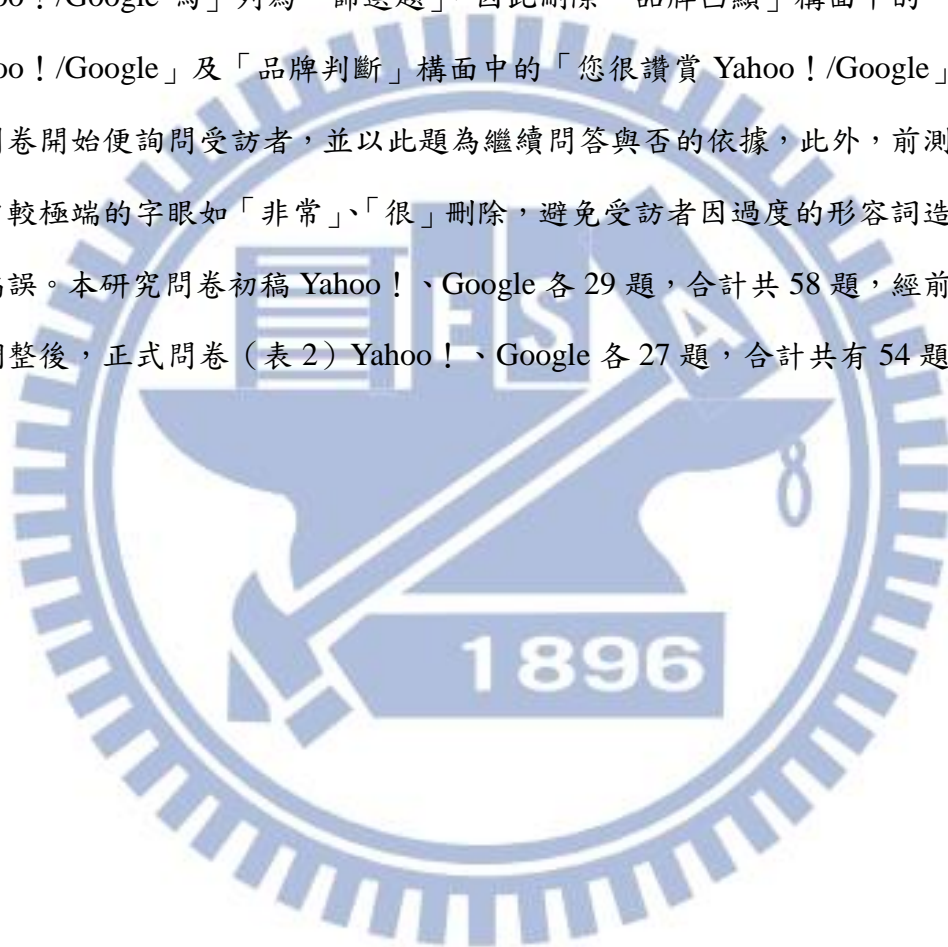 oo！/Google 嗎」列為「篩選題」，因此刪除「品牌凸顯」構面中的「
oo！/Google」及「品牌判斷」構面中的「您很讚賞 Yahoo！/Google」
卷開始便詢問受訪者，並以此題為繼續問答與否的依據，此外，前測
較極端的字眼如「非常」、「很」刪除，避免受訪者因過度的形容詞造
誤。本研究問卷初稿 Yahoo！、Google 各 29 題，合計共 58 題，經前
整後，正式問卷（表 2）Yahoo！、Google 各 27 題，合計共有 54 題
E S A
8
1896